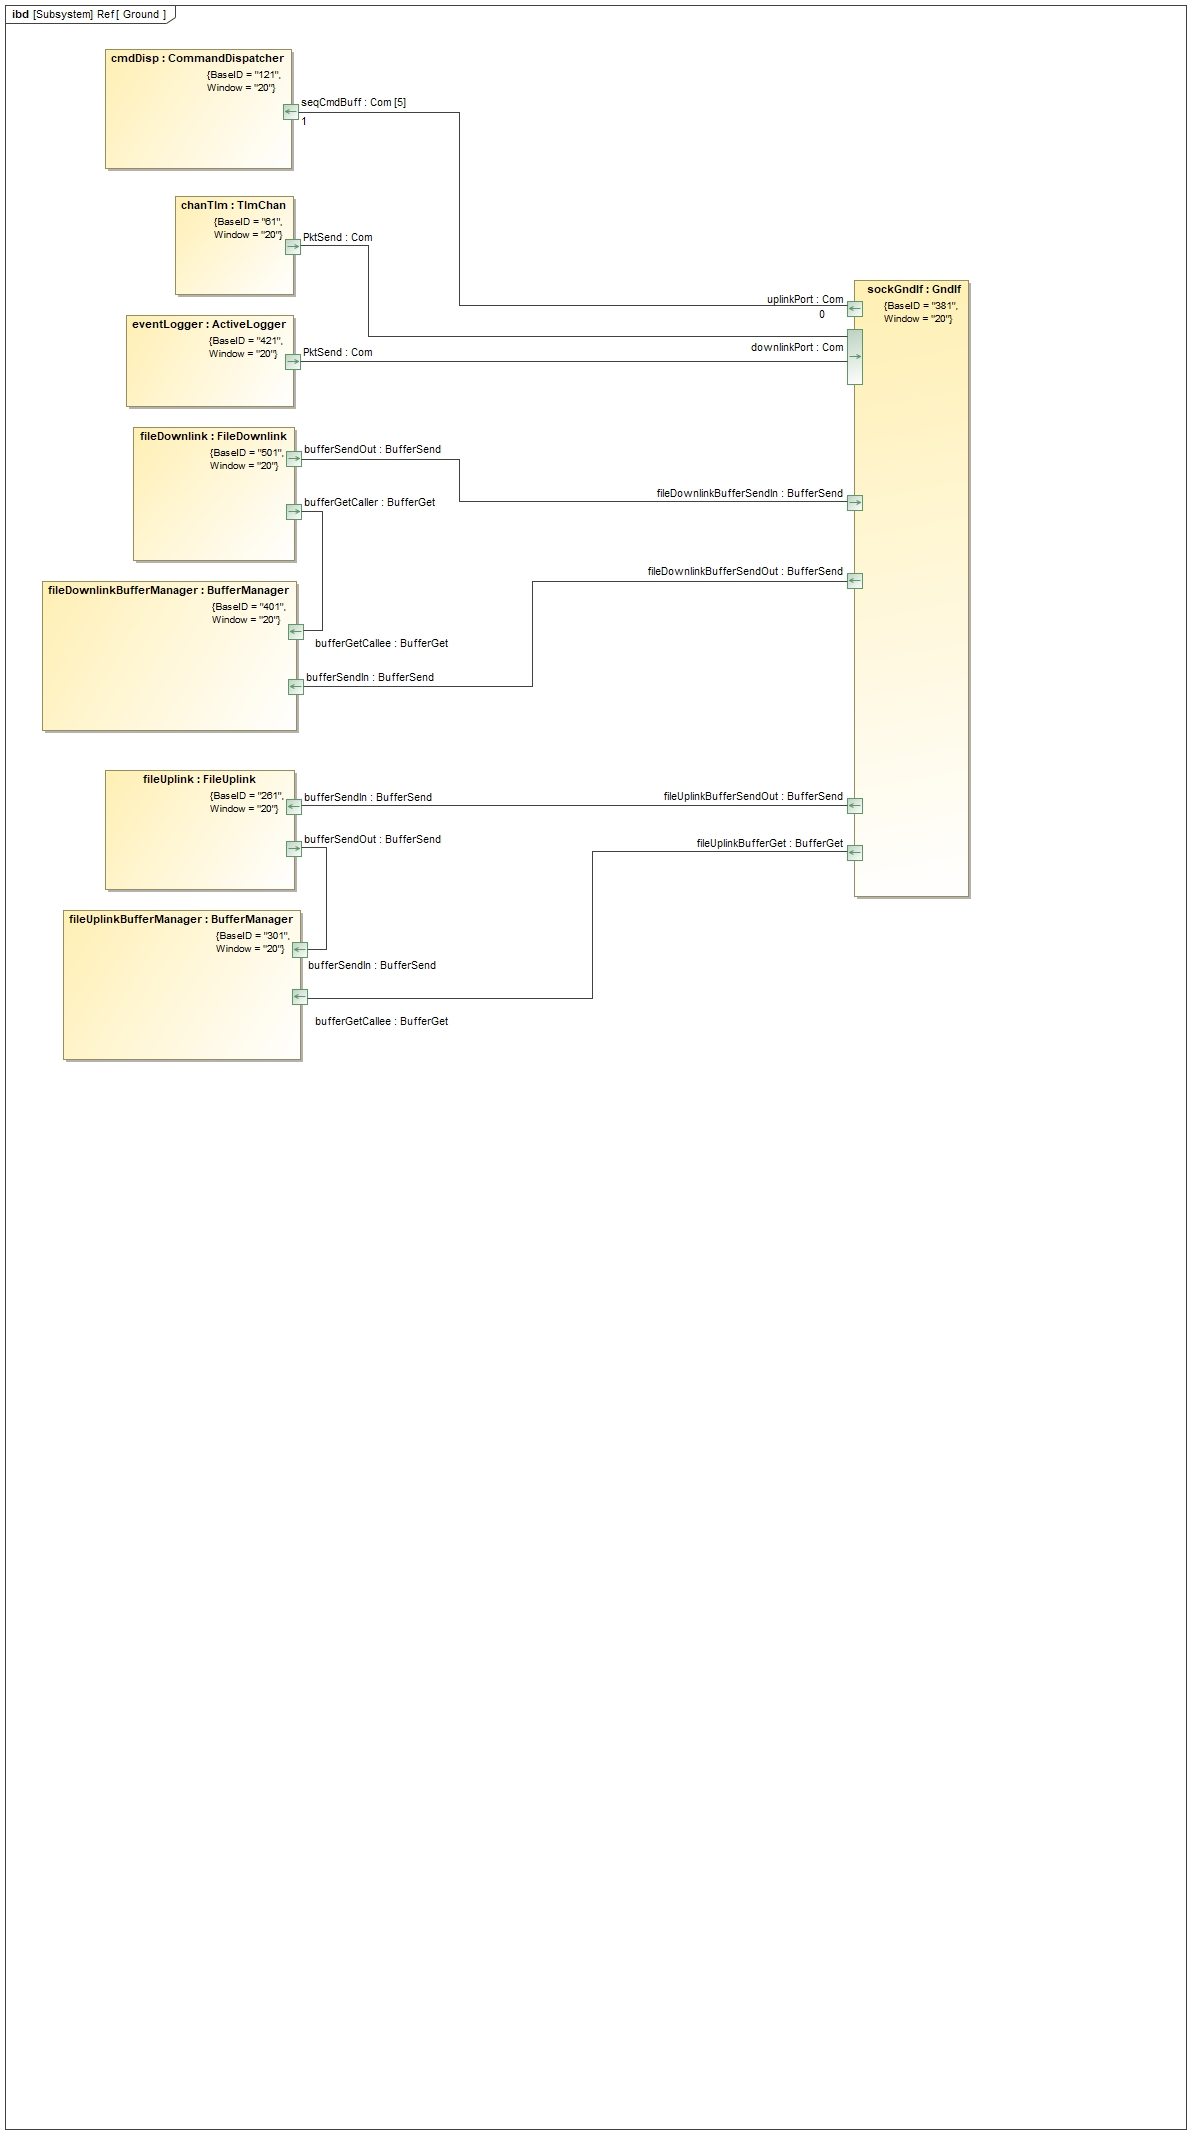 ibd [Subsystem] Ref [ Ground ]
cmdDisp : CommandDispatcher
{BaseID = "121",
Window = "20"}
seqCmdBuff : Com [5]
1
chanTlm : TlmChan
{BaseID = "61",
Window = "20"}
PktSend : Com
uplinkPort : Com
0
sockGndIf : GndIf
{BaseID = "381",
Window = "20"}
eventLogger : ActiveLogger
{BaseID = "421",
Window = "20"}
PktSend : Com
downlinkPort : Com
fileDownlink : FileDownlink
{BaseID = "501",
Window = "20"}
bufferSendOut : BufferSend
fileDownlinkBufferSendIn : BufferSend
bufferGetCaller : BufferGet
fileDownlinkBufferSendOut : BufferSend
fileDownlinkBufferManager : BufferManager
{BaseID = "401",
Window = "20"}
bufferGetCallee : BufferGet
bufferSendIn : BufferSend
fileUplink : FileUplink
{BaseID = "261",
Window = "20"}
bufferSendIn : BufferSend
fileUplinkBufferSendOut : BufferSend
bufferSendOut : BufferSend
fileUplinkBufferGet : BufferGet
fileUplinkBufferManager : BufferManager
{BaseID = "301",
Window = "20"}
bufferSendIn : BufferSend
bufferGetCallee : BufferGet